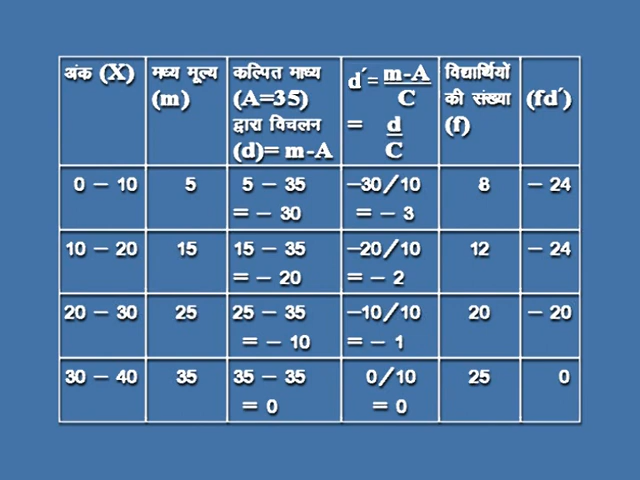 अंक (X) मध्य मूल्य (m) कल्पित माध्य (A=35) द्वारा विचलन (d)= m-A d´= m-A/C = d/C विद्यार्थियों की संख्या (f) (fd´)
0 – 10 5 5 – 35 = – 30 –30/10 = – 3 8 – 24
10 – 20 15 15 – 35 = – 20 –20/10 = – 2 12 – 24
20 – 30 25 25 – 35 = – 10 –10/10 = – 1 20 – 20
30 – 40 35 35 – 35 = 0 0/10 = 0 25 0